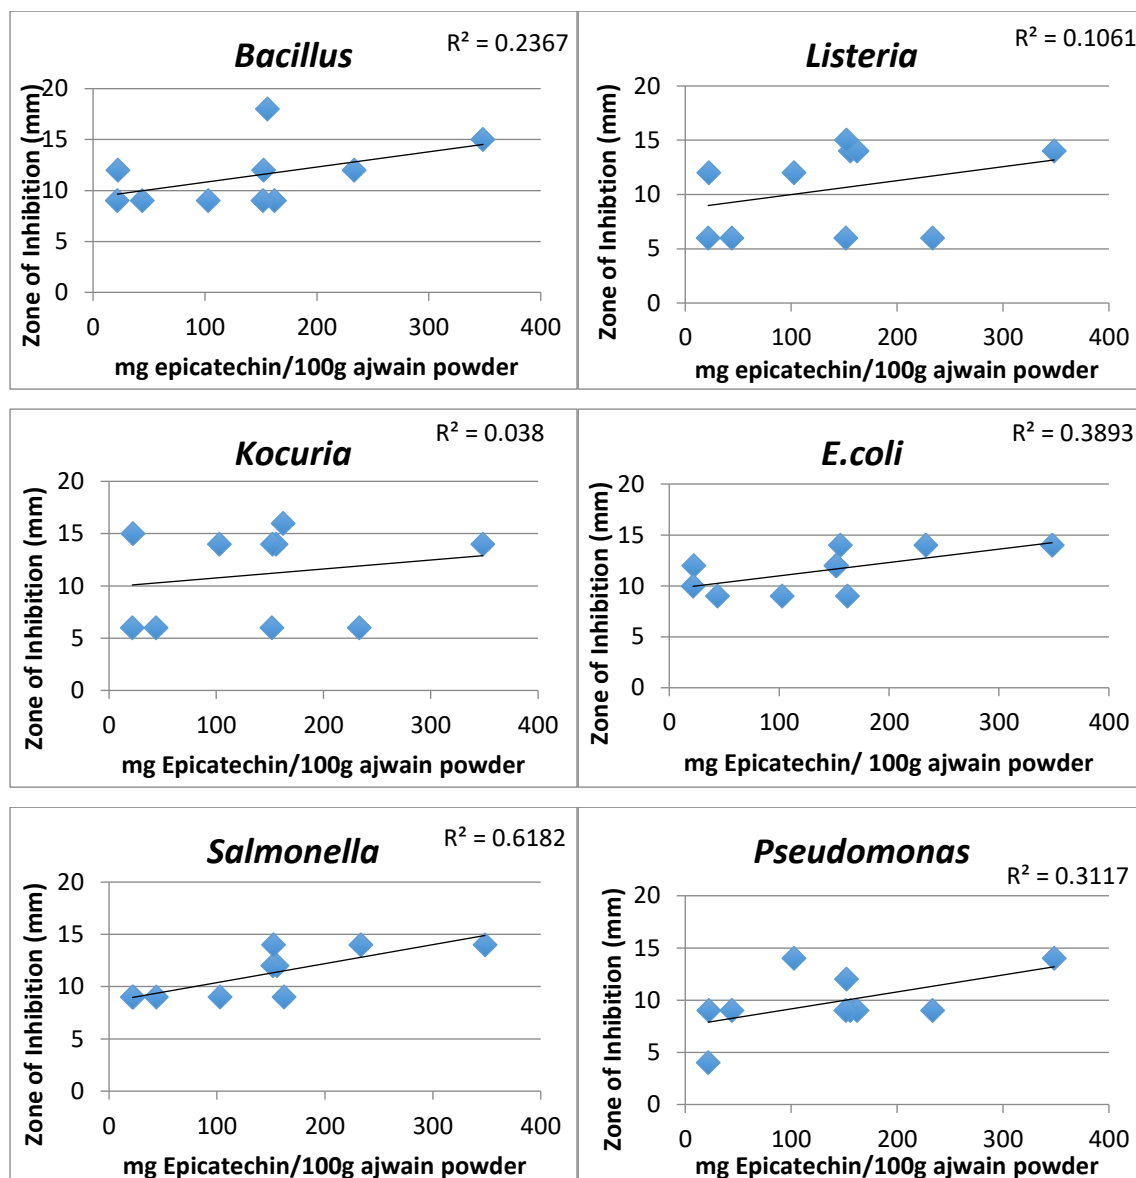 R² = 0.2367
Bacillus
Zone of Inhibition (mm)
20
15
10
5
0
0 100 200 300 400
mg epicatechin/100g ajwain powder
R² = 0.1061
Listeria
Zone of Inhibtion (mm)
20
15
10
5
0
0 100 200 300 400
mg epicatechin/100g ajwain powder
R² = 0.038
Kocuria
Zone of Inhibition (mm)
20
15
10
5
0
0 100 200 300 400
mg Epicatechin/100g ajwain powder
R² = 0.3893
E.coli
Zone of Inhibition (mm)
20
15
10
5
0
0 100 200 300 400
mg Epicatechin/ 100g ajwain powder
R² = 0.6182
Salmonella
Zone of Inhibition (mm)
20
15
10
5
0
0 100 200 300 400
mg Epicatechin/100g ajwain powder
Pseudomonas
R² = 0.3117
Zone of Inhibition (mm)
20
15
10
5
0
0 100 200 300 400
mg Epicatechin/100g ajwain powder